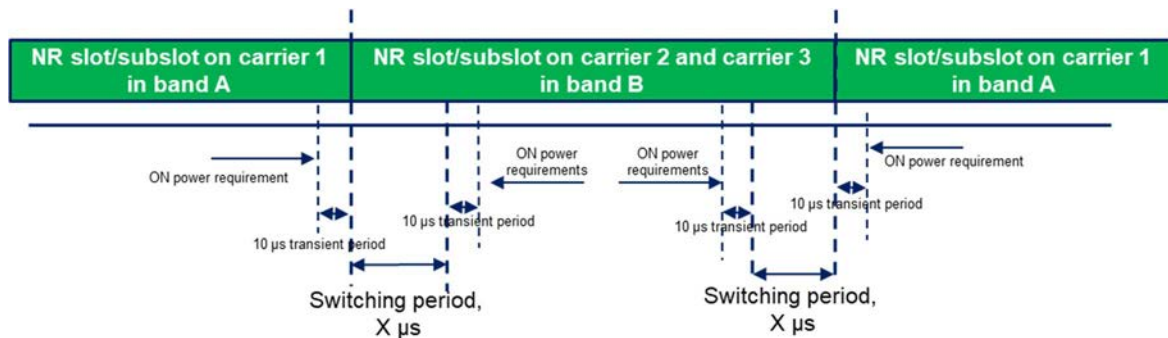 NR slot/subslot on carrier 1
in band A
NR slot/subslot on carrier 2 and carrier 3
in band B
NR slot/subslot on carrier 1
in band A
ON power requirement
ON power
requirements
ON power
requirements
ON power requirement
10 µs transient period
10 µs transient period
10 µs transient period
10 µs transient period
Switching period,
X µs
Switching period,
X µs